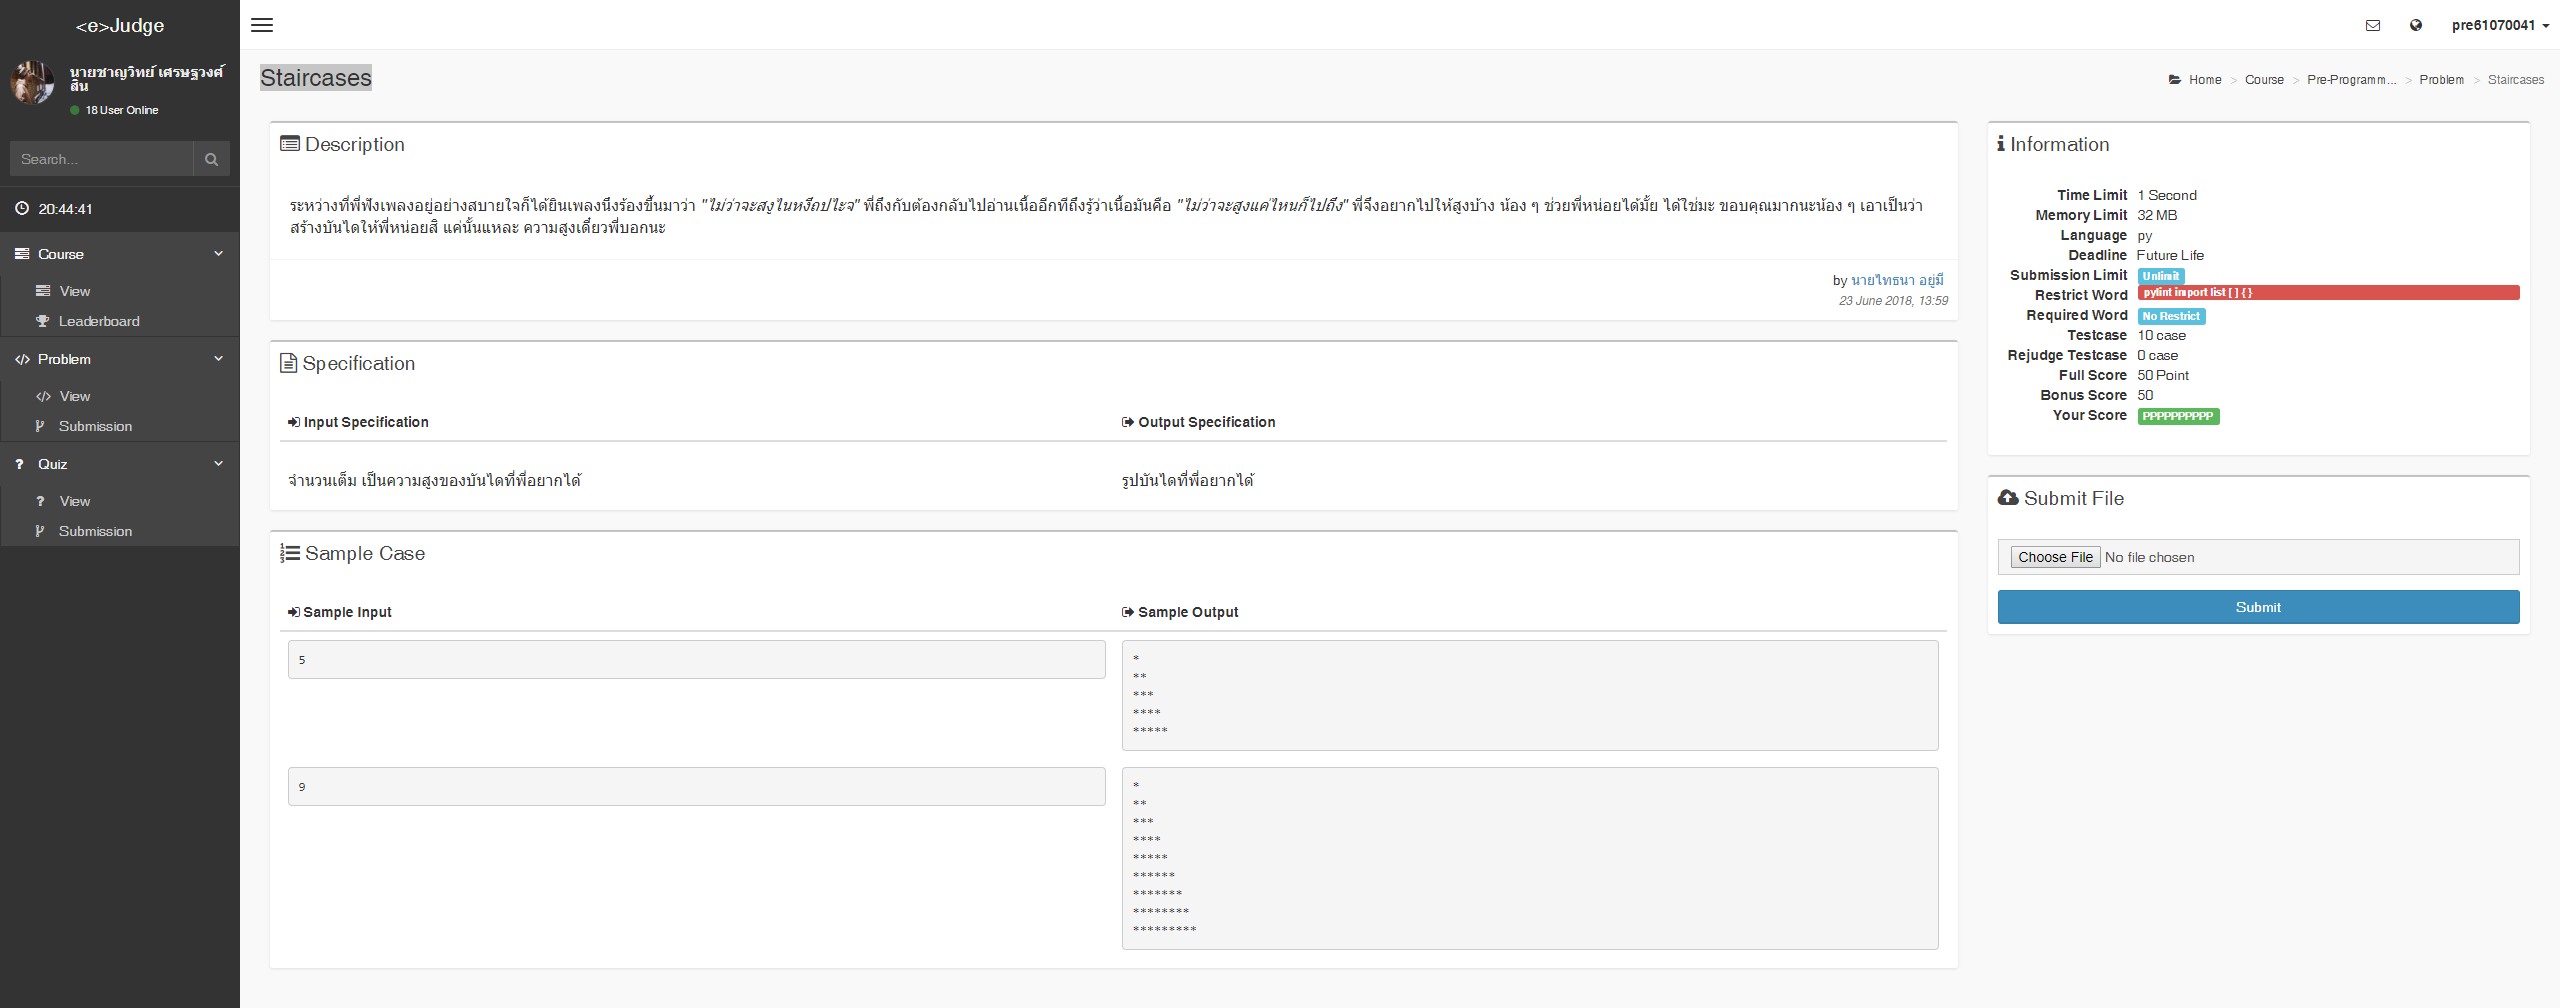 <e>Judge
pre61070041
นายชาญวิทย์ เศรษฐวงศ์
สิน
18 User Online
Search...
20:44:41
Course
View
Leaderboard
Problem
View
Submission
Quiz
View
Submission
Staircases
Home > Course > Pre-Programm... > Problem > Staircases
Description
ระหว่างที่พี่ฟังเพลงอยู่อย่างสบายใจก็ได้ยินเพลงนึงร้องขึ้นมาว่า "ไม่ว่าจะสงไนหงือปไะจ" พี่ถึงกับต้องกลับไปอ่านเนื้ออีกทีถึงรู้ว่าเนื้อมันคือ "ไม่ว่าจะสูงแค่ไหนก็ไปถึง" พี่จึงอยากไปให้สูงบ้าง น้อง ๆ ช่วยพี่หน่อยได้มั้ย ได้ใช่มะ ขอบคุณมากนะน้อง ๆ เอาเป็นว่า
สร้างบันไดให้พี่หน่อยสิ แค่นั้นแหละ ความสูงเดี๋ยวพี่บอกนะ
by นายไทธนา อยู่มี
23 June 2018, 13:59
Specification
Input Specification
Output Specification
จำนวนเต็ม เป็นความสูงของบันไดที่พี่อยากได้
รูปบันไดที่พี่อยากได้
Sample Case
Sample Input
Sample Output
5
*
**
***
****
*****
9
*
**
***
****
*****
******
*******
********
*********
Information
Time Limit 1 Second
Memory Limit 32 MB
Language py
Deadline Future Life
Submission Limit Unlimit
Restrict Word pylint import list [ ] { }
Required Word No Restrict
Testcase 10 case
Rejudge Testcase 0 case
Full Score 50 Point
Bonus Score 50
Your Score PPPPPPPPPP
Submit File
Choose File No file chosen
Submit